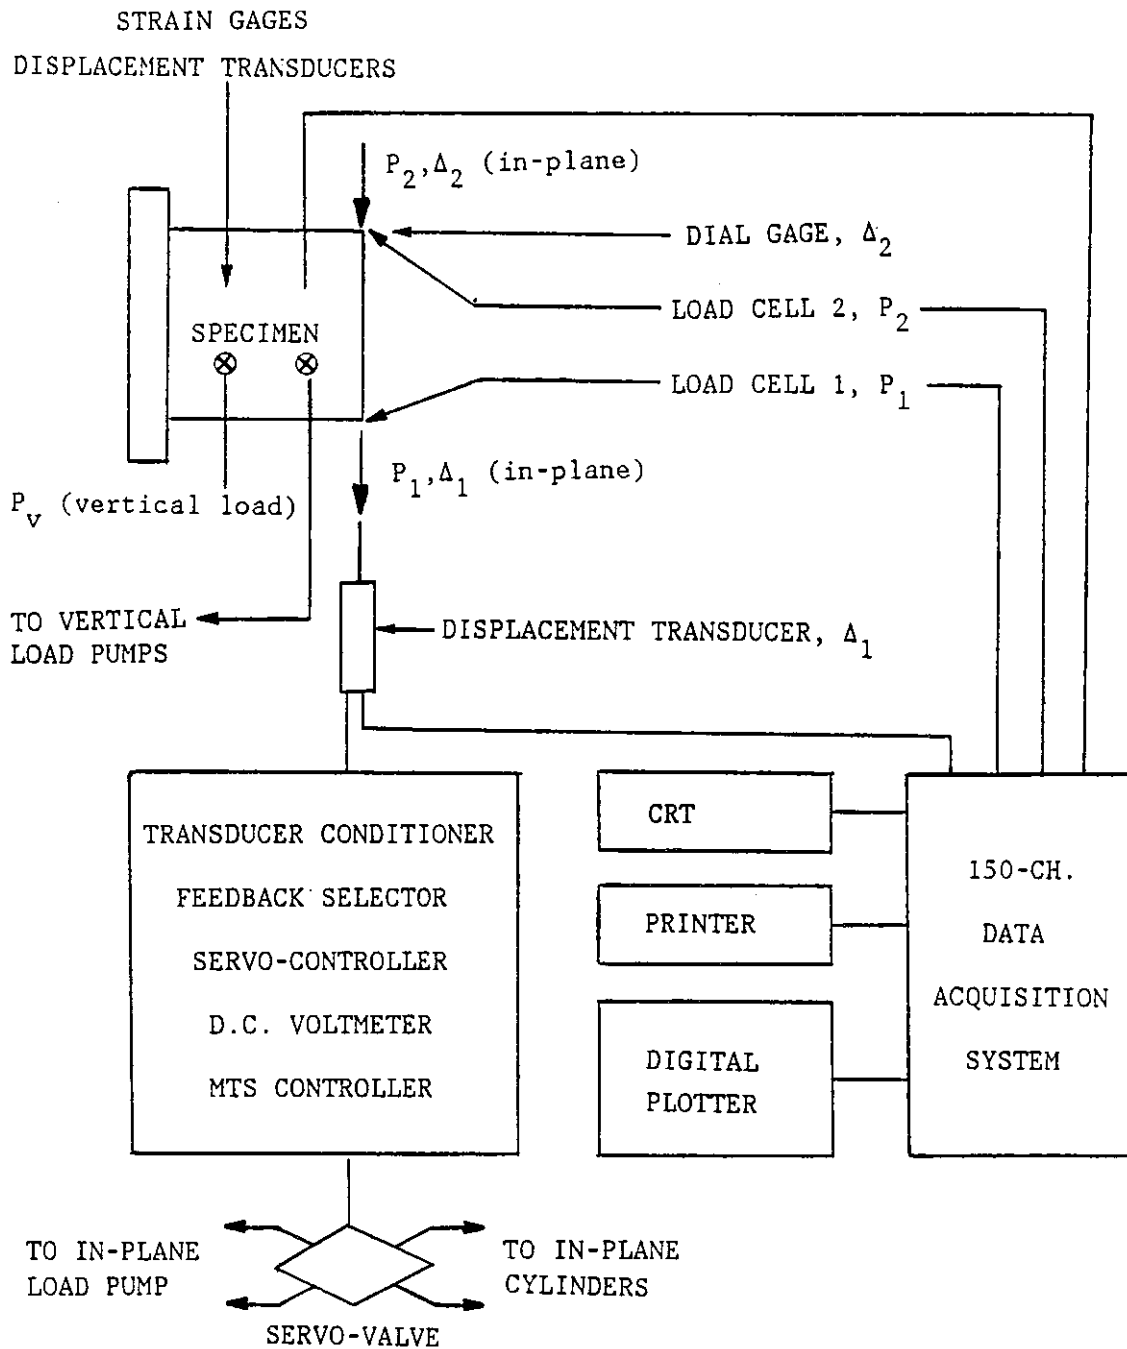 STRAIN GAGES
DISPLACEMENT TRANSDUCERS
P₂,Δ₂ (in-plane)
DIAL GAGE, Δ₂
LOAD CELL 2, P₂
SPECIMEN
LOAD CELL 1, P₁
P₁,Δ₁ (in-plane)
Pᵥ (vertical load)
TO VERTICAL
LOAD PUMPS
DISPLACEMENT TRANSDUCER, Δ₁
TRANSDUCER CONDITIONER
FEEDBACK SELECTOR
SERVO-CONTROLLER
D.C. VOLTMETER
MTS CONTROLLER
CRT
PRINTER
DIGITAL
PLOTTER
150-CH.
DATA
ACQUISITION
SYSTEM
TO IN-PLANE
LOAD PUMP
TO IN-PLANE
CYLINDERS
SERVO-VALVE